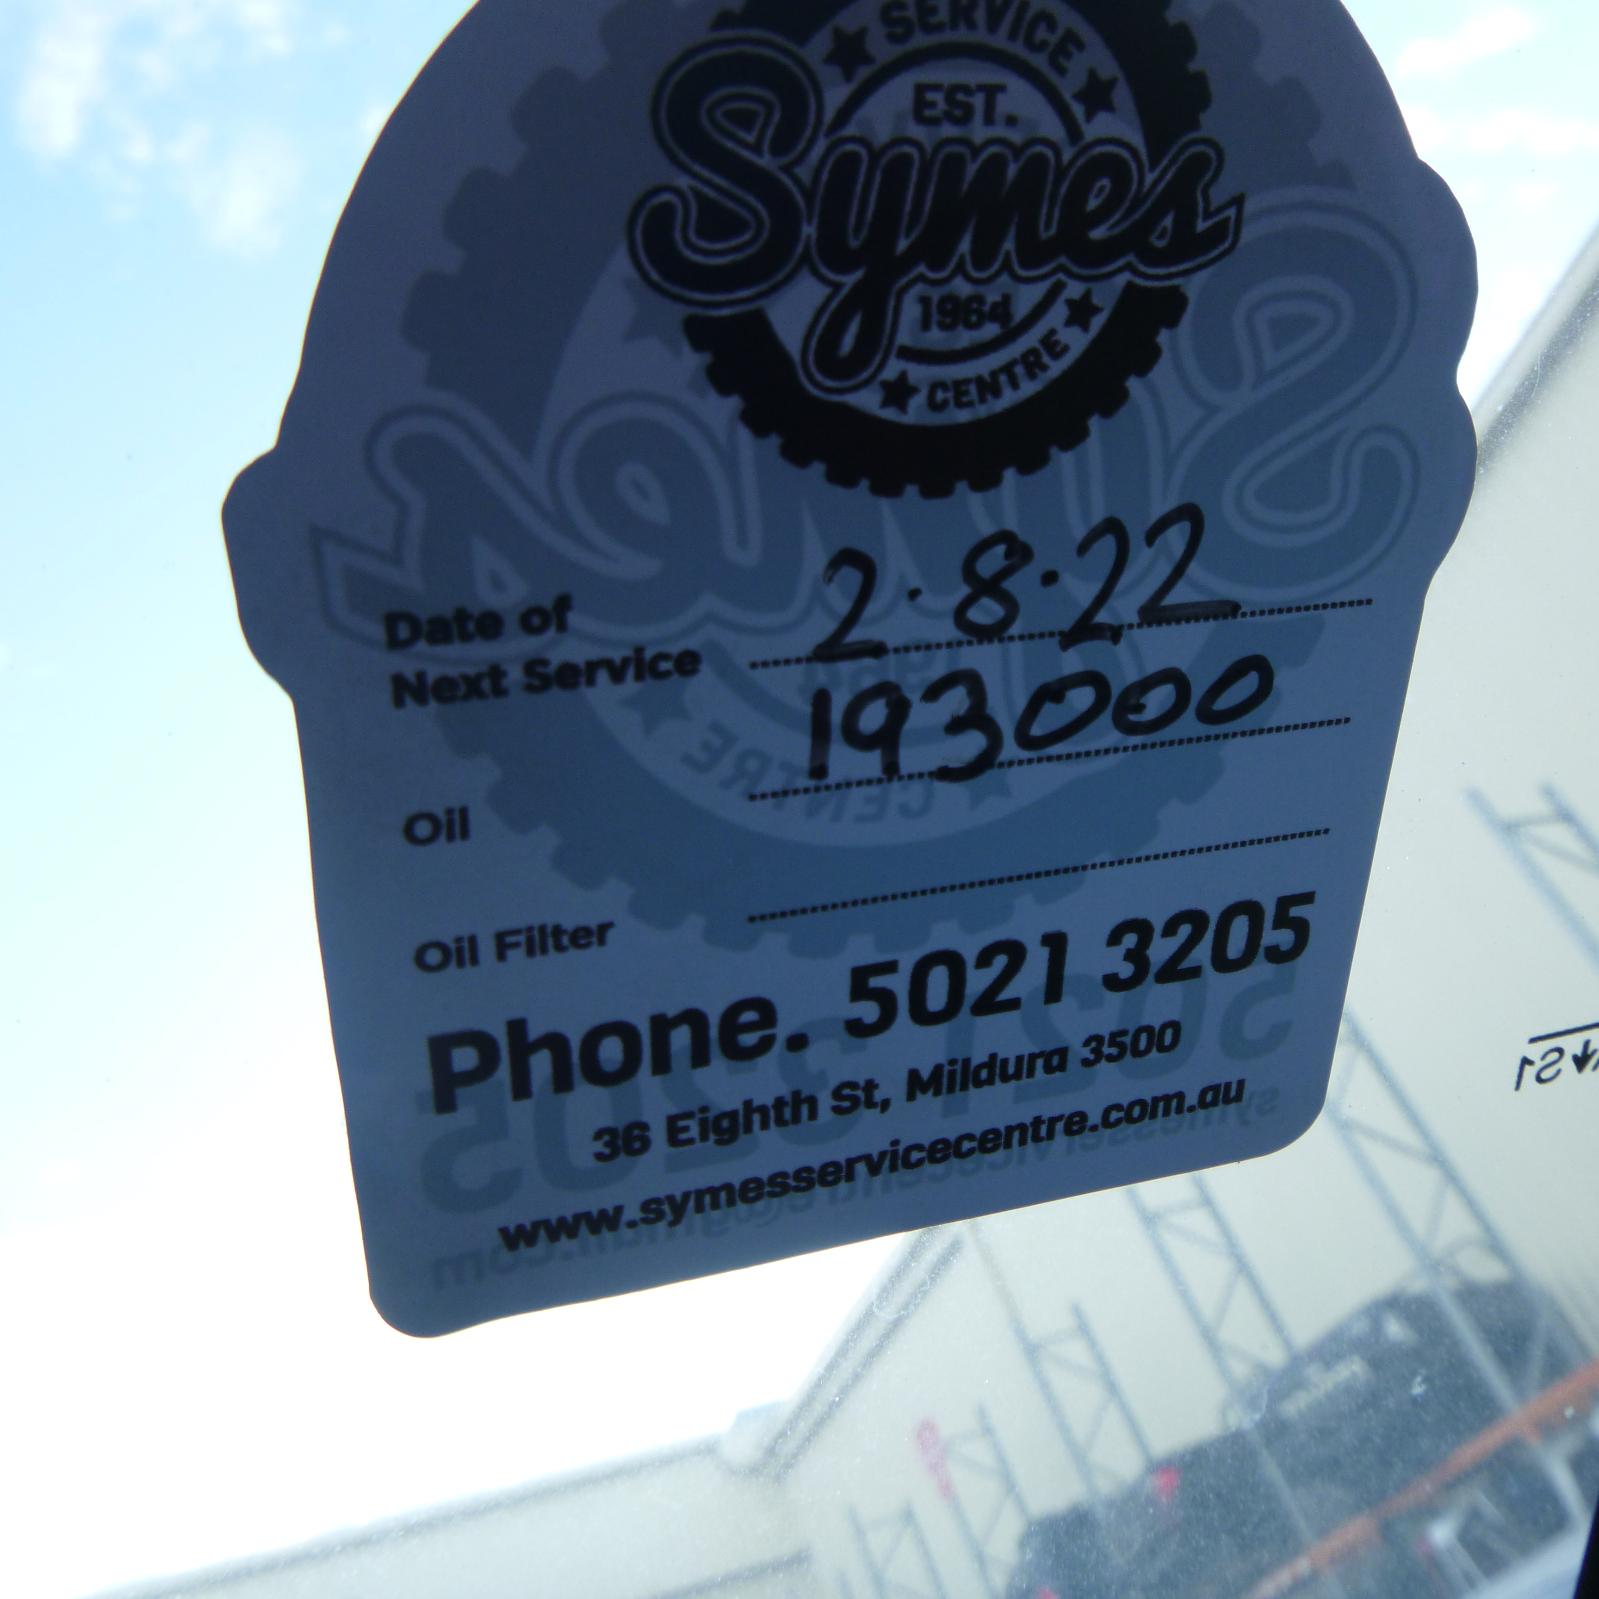 SERVICE
EST.
Symes
1964
CENTRE
Date of
Next Service 2.8.22
193000
Oil
Oil Filter
Phone. 5021 3205
36 Eighth St, Mildura 3500
www.symesservicecentre.com.au